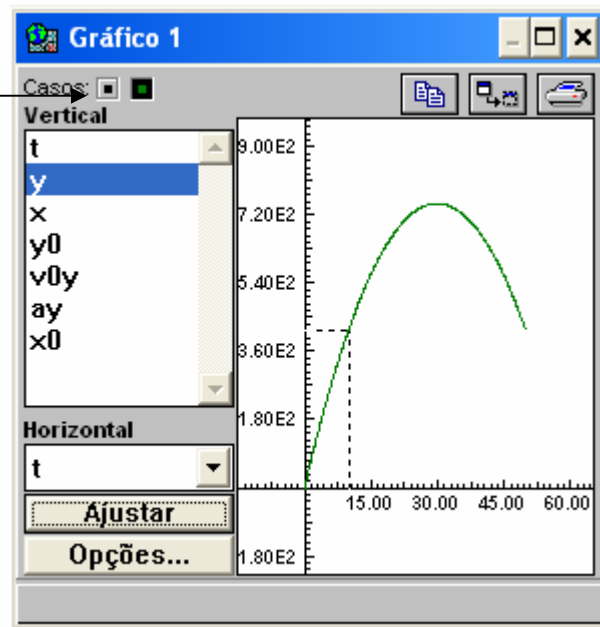 Gráfico 1
Casos:
Vertical
t
y
x
y0
v0y
ay
x0
Horizontal
t
Ajustar
Opções...
9.00E2
7.20E2
5.40E2
3.60E2
1.80E2
15.00 30.00 45.00 60.00
1.80E2